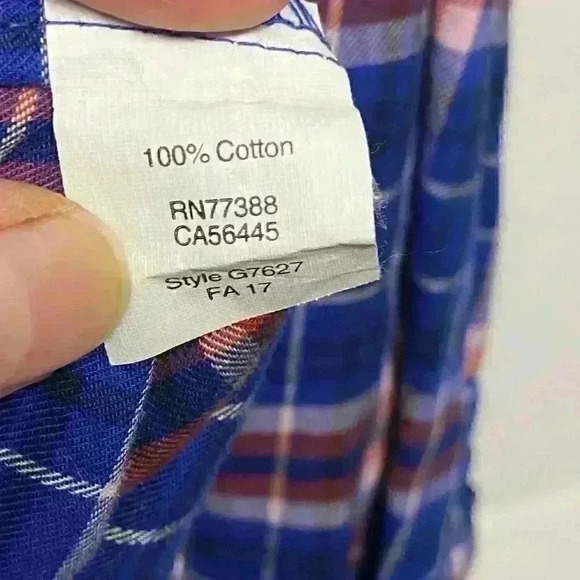 100% Cotton
RN77388
CA56445
Style G7627
FA 17